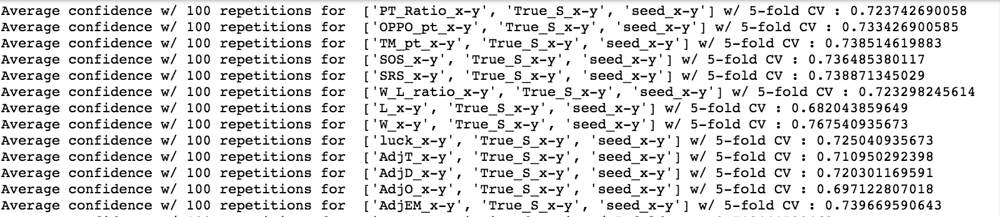 Average confidence w/ 100 repetitions for ['PT_Ratio_x-y', 'True_S_x-y', 'seed_x-y'] w/ 5-fold CV : 0.723742690058
Average confidence w/ 100 repetitions for ['OPPO_pt_x-y', 'True_S_x-y', 'seed_x-y'] w/ 5-fold CV : 0.733426900585
Average confidence w/ 100 repetitions for ['TM_pt_x-y', 'True_S_x-y', 'seed_x-y'] w/ 5-fold CV : 0.738514619883
Average confidence w/ 100 repetitions for ['SOS_x-y', 'True_S_x-y', 'seed_x-y'] w/ 5-fold CV : 0.736485380117
Average confidence w/ 100 repetitions for ['SRS_x-y', 'True_S_x-y', 'seed_x-y'] w/ 5-fold CV : 0.738871345029
Average confidence w/ 100 repetitions for ['W_L_ratio_x-y', 'True_S_x-y', 'seed_x-y'] w/ 5-fold CV : 0.723298245614
Average confidence w/ 100 repetitions for ['L_x-y', 'True_S_x-y', 'seed_x-y'] w/ 5-fold CV : 0.682043859649
Average confidence w/ 100 repetitions for ['W_x-y', 'True_S_x-y', 'seed_x-y'] w/ 5-fold CV : 0.767540935673
Average confidence w/ 100 repetitions for ['luck_x-y', 'True_S_x-y', 'seed_x-y'] w/ 5-fold CV : 0.725040935673
Average confidence w/ 100 repetitions for ['AdjT_x-y', 'True_S_x-y', 'seed_x-y'] w/ 5-fold CV : 0.710950292398
Average confidence w/ 100 repetitions for ['AdjD_x-y', 'True_S_x-y', 'seed_x-y'] w/ 5-fold CV : 0.720301169591
Average confidence w/ 100 repetitions for ['AdjO_x-y', 'True_S_x-y', 'seed_x-y'] w/ 5-fold CV : 0.697122807018
Average confidence w/ 100 repetitions for ['AdjEM_x-y', 'True_S_x-y', 'seed_x-y'] w/ 5-fold CV : 0.739669590643